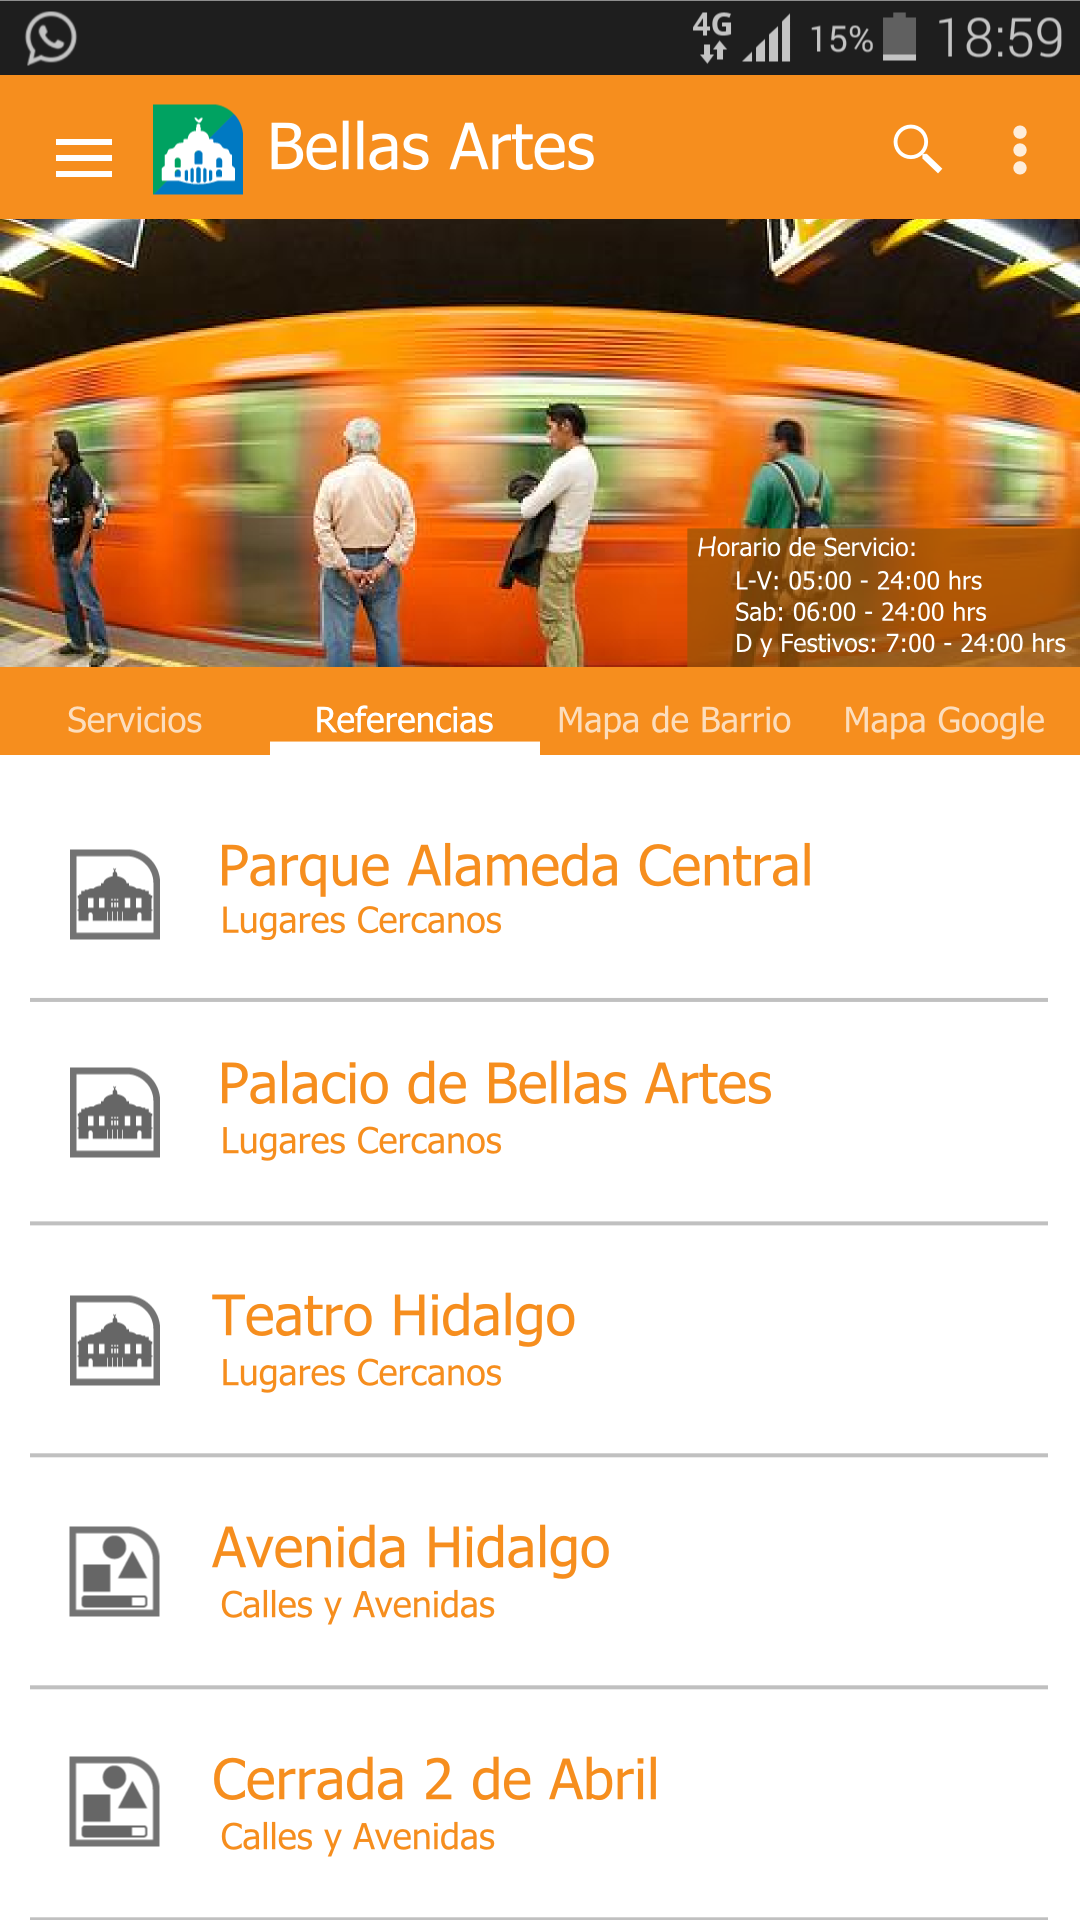 4G 15% 18:59
Bellas Artes
Horario de Servicio:
L-V: 05:00 - 24:00 hrs
Sab: 06:00 - 24:00 hrs
D y Festivos: 7:00 - 24:00 hrs
Servicios Referencias Mapa de Barrio Mapa Google
Parque Alameda Central
Lugares Cercanos
Palacio de Bellas Artes
Lugares Cercanos
Teatro Hidalgo
Lugares Cercanos
Avenida Hidalgo
Calles y Avenidas
Cerrada 2 de Abril
Calles y Avenidas